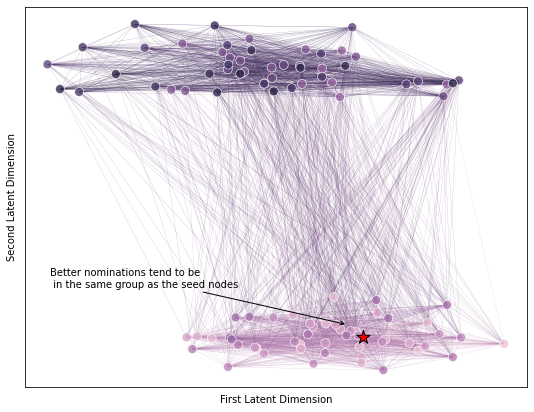 Second Latent Dimension
Better nominations tend to be
in the same group as the seed nodes
First Latent Dimension